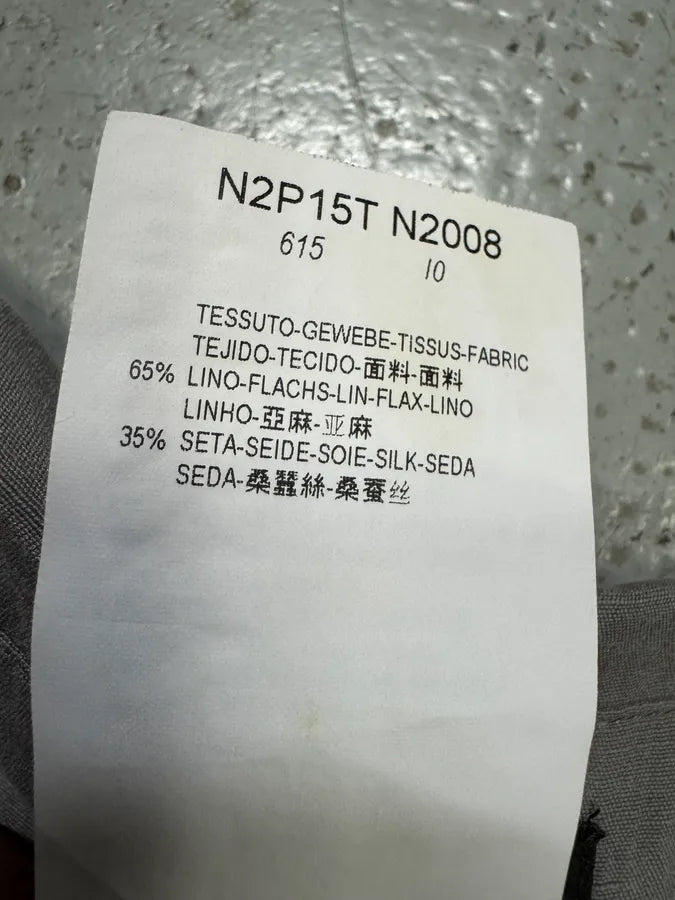 N2P15T N2008
615 I0
TESSUTO-GEWEBE-TISSUS-FABRIC
TEJIDO-TECIDO-面料-面料
65% LINO-FLACHS-LIN-FLAX-LINO
LINHO-亞麻-亚麻
35% SETA-SEIDE-SOIE-SILK-SEDA
SEDA-桑蠶絲-桑蚕丝